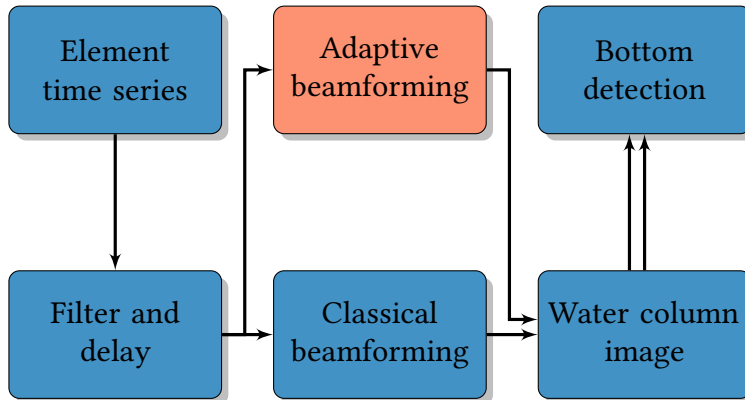 Element
time series
Adaptive
beamforming
Bottom
detection
Filter and
delay
Classical
beamforming
Water column
image